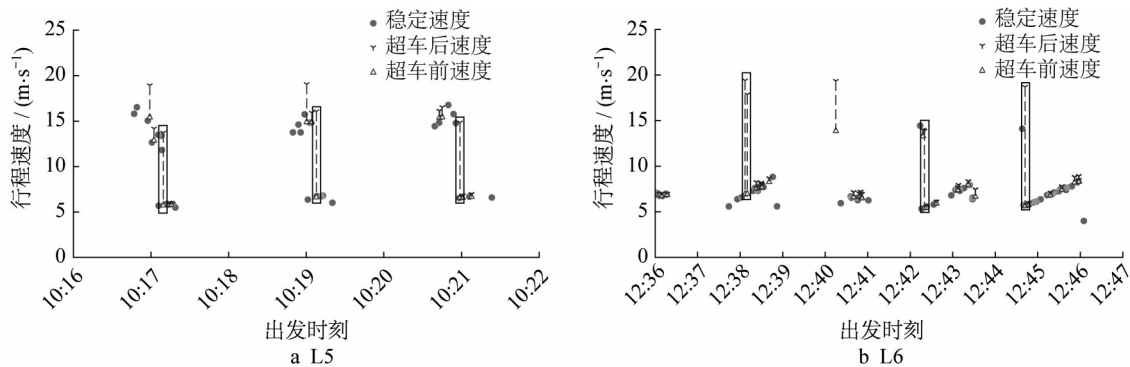 25
20
15
10
5
0
行程速度 / (m·s⁻¹)
稳定速度
超车后速度
超车前速度
10:16
10:17
10:18
10:19
10:20
10:21
10:22
出发时刻
a L5
25
20
15
10
5
0
行程速度 / (m·s⁻¹)
稳定速度
超车后速度
超车前速度
12:36
12:37
12:38
12:39
12:40
12:41
12:42
12:43
12:44
12:45
12:46
12:47
出发时刻
b L6